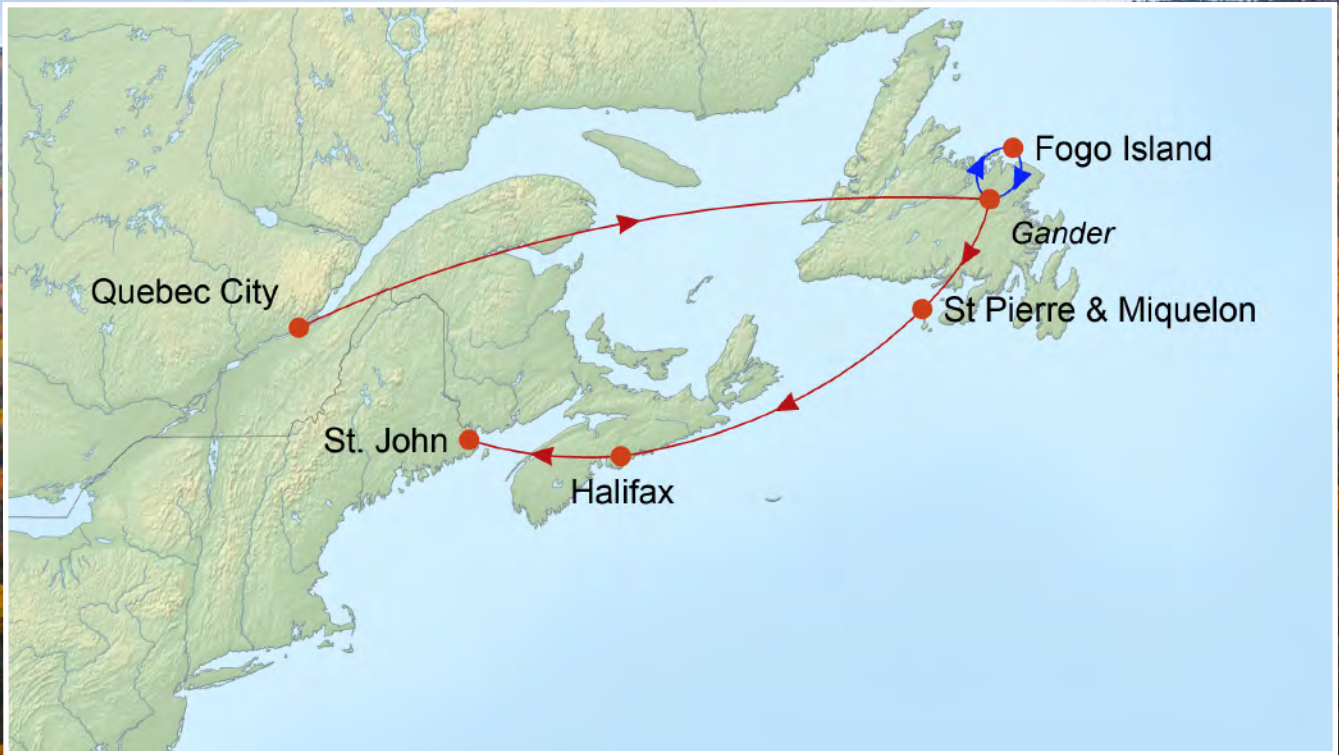 Fogo Island
Gander
Quebec City
St Pierre & Miquelon
St. John
Halifax